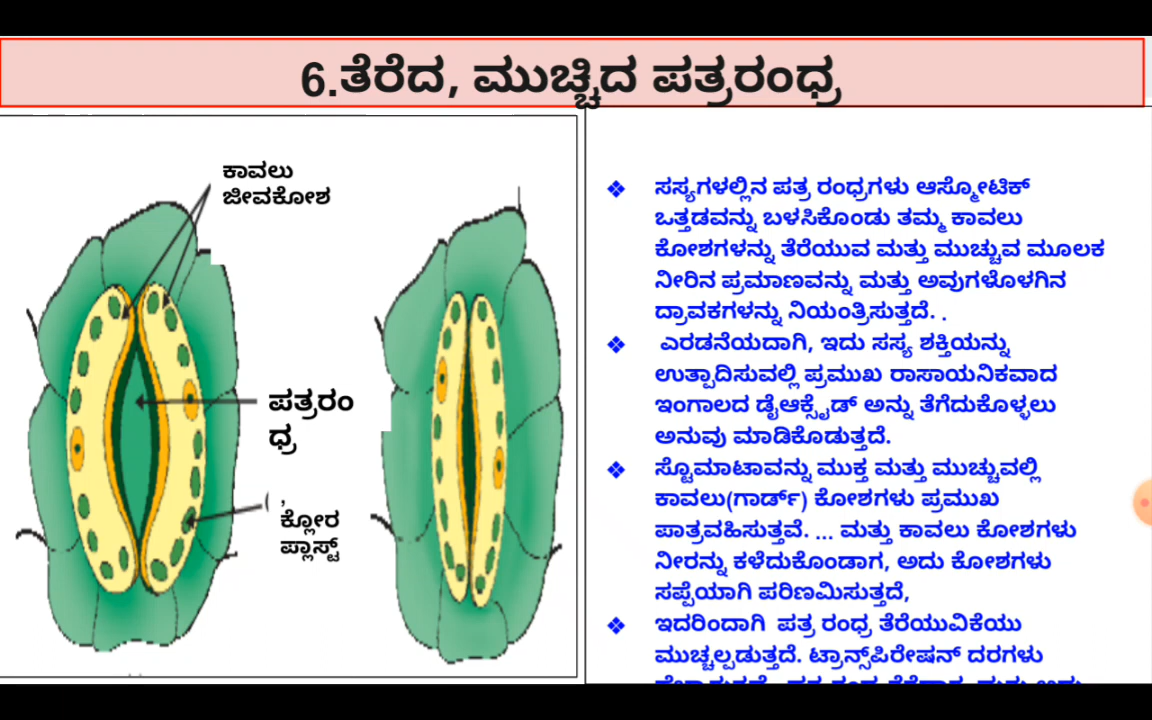 6.ತೆರೆದ, ಮುಚ್ಚಿದ ಪತ್ರರಂಧ್ರ
ಕಾವಲು
ಜೀವಕೋಶ
ಪತ್ರರಂ
ಧ್ರ
,
ಕ್ಲೋರ
ಪ್ಲಾಸ್ಟ್
❖ ಸಸ್ಯಗಳಲ್ಲಿನ ಪತ್ರ ರಂಧ್ರಗಳು ಆಸ್ಮೋಟಿಕ್
ಒತ್ತಡವನ್ನು ಬಳಸಿಕೊಂಡು ತಮ್ಮ ಕಾವಲು
ಕೋಶಗಳನ್ನು ತೆರೆಯುವ ಮತ್ತು ಮುಚ್ಚುವ ಮೂಲಕ
ನೀರಿನ ಪ್ರಮಾಣವನ್ನು ಮತ್ತು ಅವುಗಳೊಳಗಿನ
ದ್ರಾವಕಗಳನ್ನು ನಿಯಂತ್ರಿಸುತ್ತದೆ. .
❖ ಎರಡನೆಯದಾಗಿ, ಇದು ಸಸ್ಯ ಶಕ್ತಿಯನ್ನು
ಉತ್ಪಾದಿಸುವಲ್ಲಿ ಪ್ರಮುಖ ರಾಸಾಯನಿಕವಾದ
ಇಂಗಾಲದ ಡೈಆಕ್ಸೈಡ್ ಅನ್ನು ತೆಗೆದುಕೊಳ್ಳಲು
ಅನುವು ಮಾಡಿಕೊಡುತ್ತದೆ.
❖ ಸ್ಟೊಮಾಟಾವನ್ನು ಮುಕ್ತ ಮತ್ತು ಮುಚ್ಚುವಲ್ಲಿ
ಕಾವಲು(ಗಾರ್ಡ್) ಕೋಶಗಳು ಪ್ರಮುಖ
ಪಾತ್ರವಹಿಸುತ್ತವೆ. ... ಮತ್ತು ಕಾವಲು ಕೋಶಗಳು
ನೀರನ್ನು ಕಳೆದುಕೊಂಡಾಗ, ಅದು ಕೋಶಗಳು
ಸಪ್ಪೆಯಾಗಿ ಪರಿಣಮಿಸುತ್ತದೆ,
❖ ಇದರಿಂದಾಗಿ ಪತ್ರ ರಂಧ್ರ ತೆರೆಯುವಿಕೆಯು
ಮುಚ್ಚಲ್ಪಡುತ್ತದೆ. ಟ್ರಾನ್ಸ್‌ಪಿರೇಷನ್ ದರಗಳು